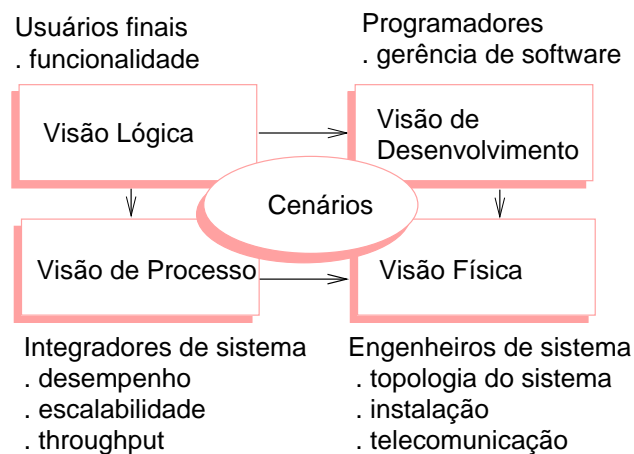 Usuários finais
. funcionalidade
Programadores
. gerência de software
Visão Lógica
Visão de
Desenvolvimento
Cenários
Visão de Processo
Visão Física
Integradores de sistema
. desempenho
. escalabilidade
. throughput
Engenheiros de sistema
. topologia do sistema
. instalação
. telecomunicação